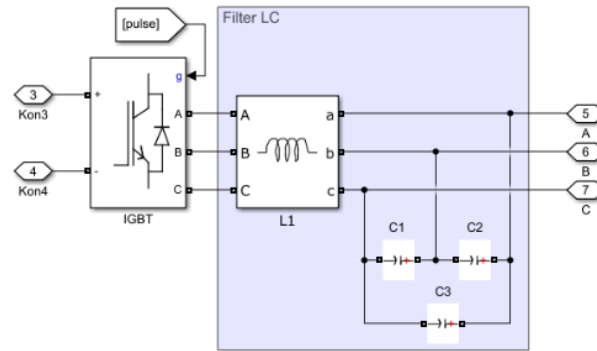 [pulse]
Filter LC
g
3
+
A
A
a
5
Kon3
A
B
B
b
6
B
4
-
C
C
c
7
Kon4
C
IGBT
L1
C1
C2
C3